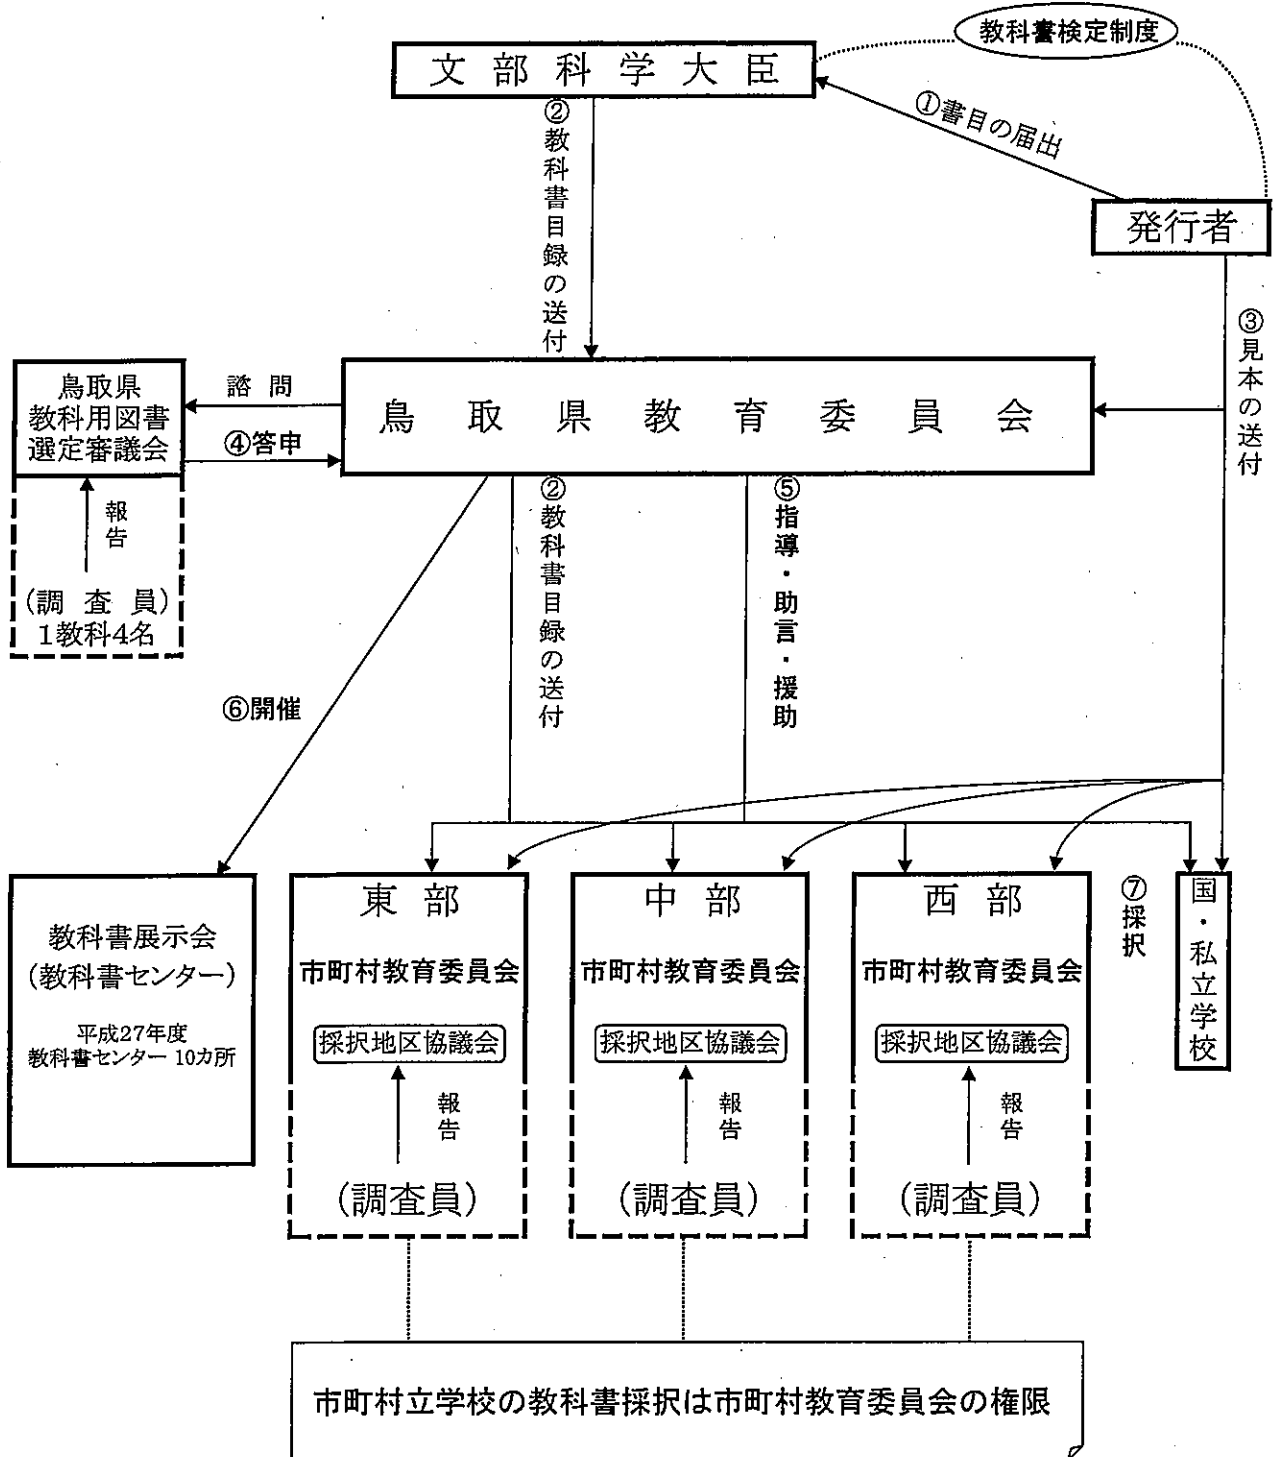 教科書検定制度
文部科学大臣
①書目の届出
②教科書目録の送付
発行者
③見本の送付
鳥取県
教科用図書
選定審議会
諮問
④答申
鳥取県教育委員会
報告
(調査員)
1教科4名
②教科書目録の送付
⑤指導・助言・援助
⑥開催
教科書展示会
(教科書センター)
平成27年度
教科書センター 10カ所
東部
市町村教育委員会
採択地区協議会
報告
(調査員)
中部
市町村教育委員会
採択地区協議会
報告
(調査員)
西部
市町村教育委員会
採択地区協議会
報告
(調査員)
⑦採択
国・私立学校
市町村立学校の教科書採択は市町村教育委員会の権限